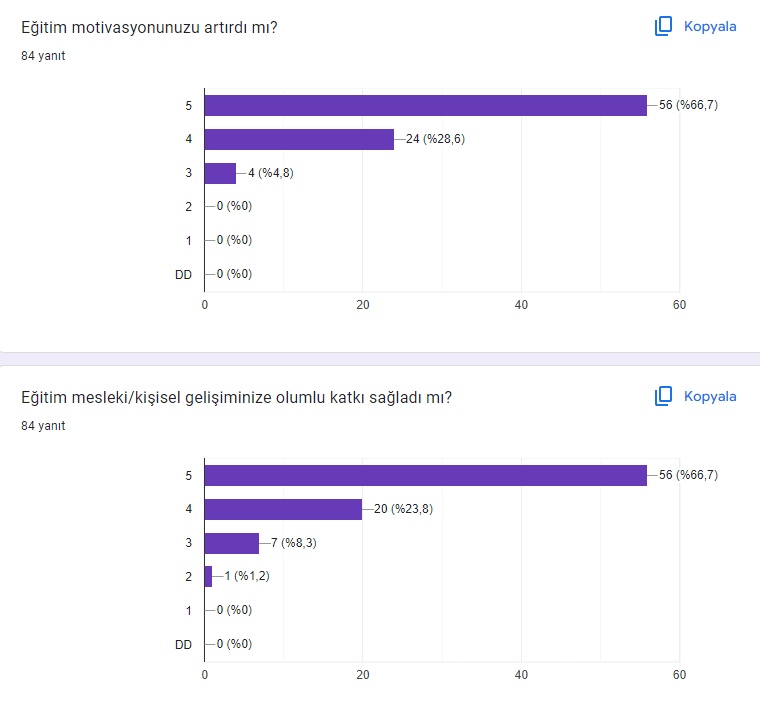 Eğitim motivasyonunuzu artırdı mı?
Kopyala
84 yanıt
5 56 (%66,7)
4 24 (%28,6)
3 4 (%4,8)
2 0 (%0)
1 0 (%0)
DD 0 (%0)
0 20 40 60
Eğitim mesleki/kişisel gelişiminize olumlu katkı sağladı mı?
Kopyala
84 yanıt
5 56 (%66,7)
4 20 (%23,8)
3 7 (%8,3)
2 1 (%1,2)
1 0 (%0)
DD 0 (%0)
0 20 40 60